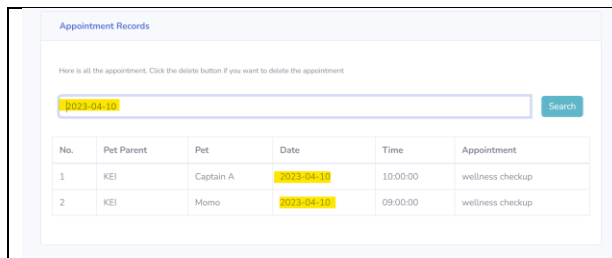 Appointment Records
Here is all the appointment. Click the delete button if you want to delete the appointment
2023-04-10 Search
No. Pet Parent Pet Date Time Appointment
1 KEI Captain A 2023-04-10 10:00:00 wellness checkup
2 KEI Momo 2023-04-10 09:00:00 wellness checkup